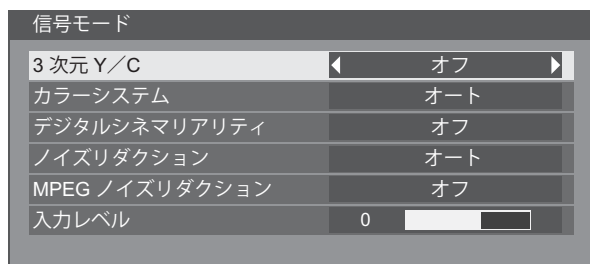 信号モード
3 次元 Y／C オフ
カラーシステム オート
デジタルシネマリアリティ オフ
ノイズリダクション オート
MPEG ノイズリダクション オフ
入力レベル 0